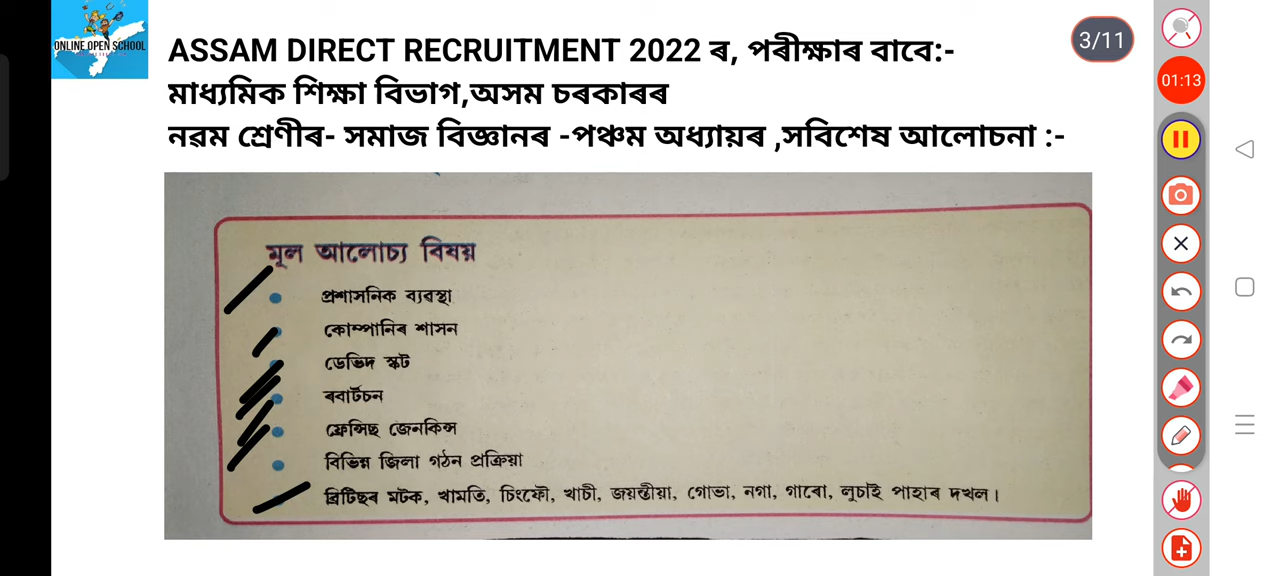 ONLINE OPEN SCHOOL
ASSAM DIRECT RECRUITMENT 2022 ৰ, পৰীক্ষাৰ বাবে:-
3/11
মাধ্যমিক শিক্ষা বিভাগ,অসম চৰকাৰৰ
01:13
নৱম শ্ৰেণীৰ- সমাজ বিজ্ঞানৰ -পঞ্চম অধ্যায়ৰ ,সবিশেষ আলোচনা :-
মূল আলোচ্য বিষয়
প্ৰশাসনিক ব্যৱস্থা
কোম্পানিৰ শাসন
ডেভিদ স্কট
ৰবাৰ্টচন
ফ্ৰেন্সিছ জেনকিন্স
বিভিন্ন জিলা গঠন প্ৰক্ৰিয়া
ব্ৰিটিছৰ মটক, খামতি, চিংফৌ, খাচী, জয়ন্তীয়া, গোভা, নগা, গাৰো, লুচাই পাহাৰ দখল।